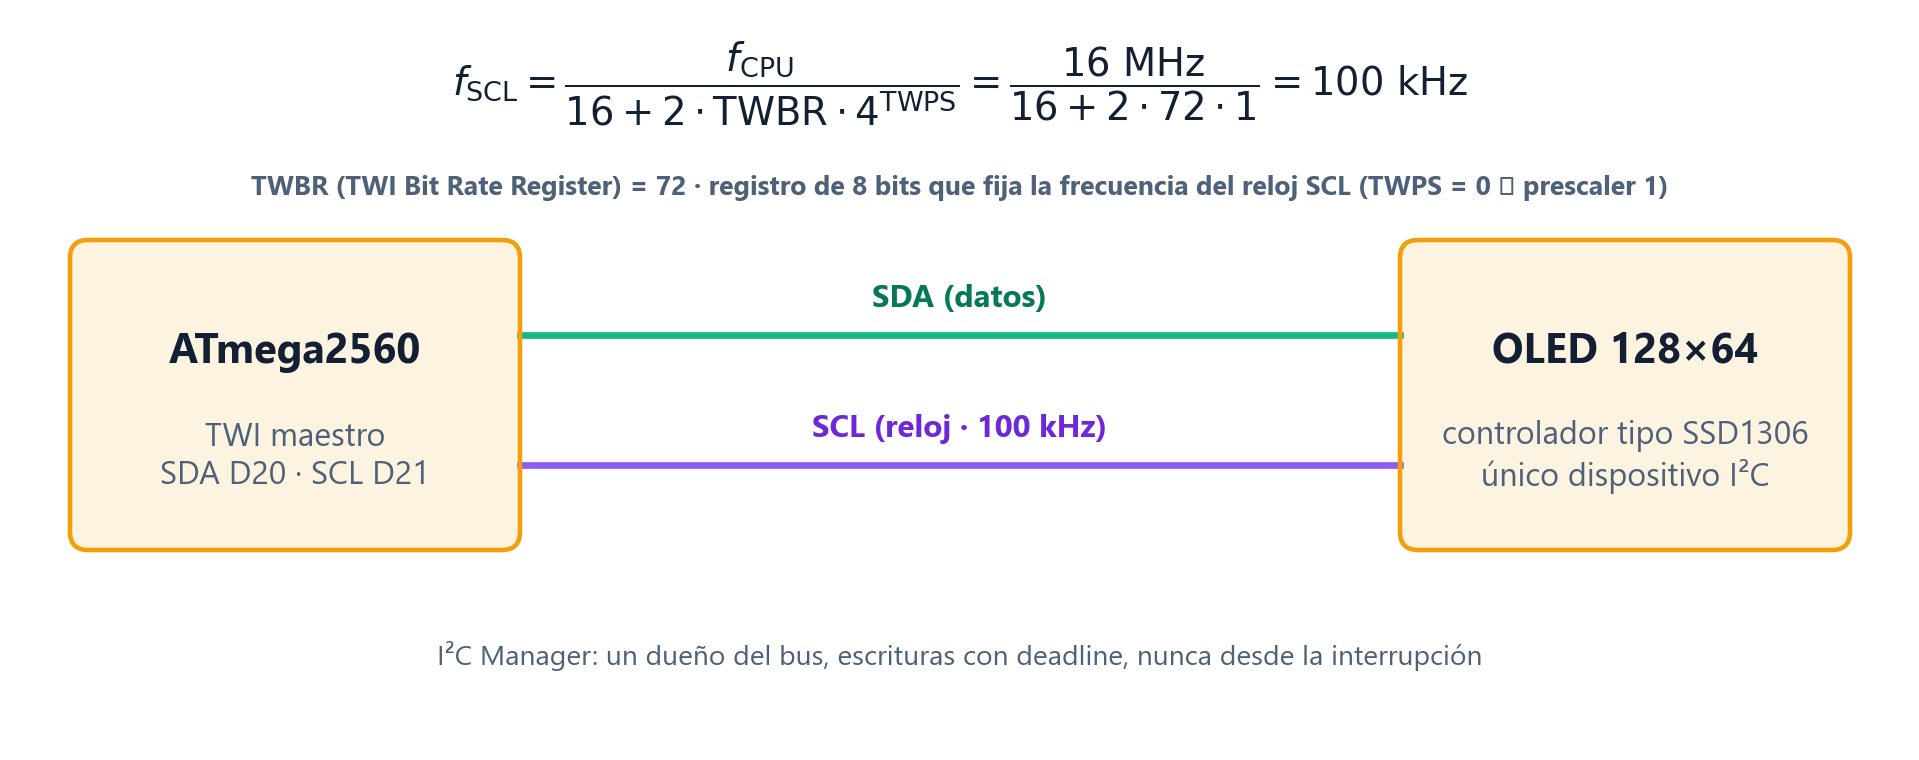 f_SCL = f_CPU / (16 + 2 · TWBR · 4^TWPS) = 16 MHz / (16 + 2 · 72 · 1) = 100 kHz
TWBR (TWI Bit Rate Register) = 72 · registro de 8 bits que fija la frecuencia del reloj SCL (TWPS = 0 ▯ prescaler 1)
SDA (datos)
ATmega2560
OLED 128×64
SCL (reloj · 100 kHz)
TWI maestro
SDA D20 · SCL D21
controlador tipo SSD1306
único dispositivo I²C
I²C Manager: un dueño del bus, escrituras con deadline, nunca desde la interrupción